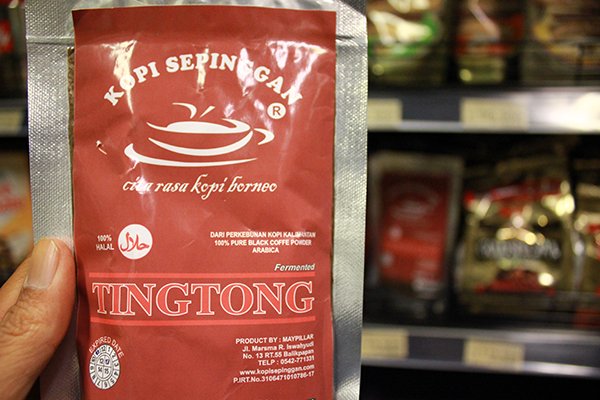 KOPI SEPINGGAN
®
cita rasa kopi borneo
100%
HALAL
حلال
DARI PERKEBUNAN KOPI KALIMANTAN
100% PURE BLACK COFFE POWDER
ARABICA
Fermented
TINGTONG
EXPIRED DATE
PRODUCT BY : MAYPILLAR
Jl. Marsma R. Iswahyudi
No. 13 RT.55 Balikpapan
TELP : 0542-771331
www.kopisepinggan.com
P.IRT.No.3106471010786-17